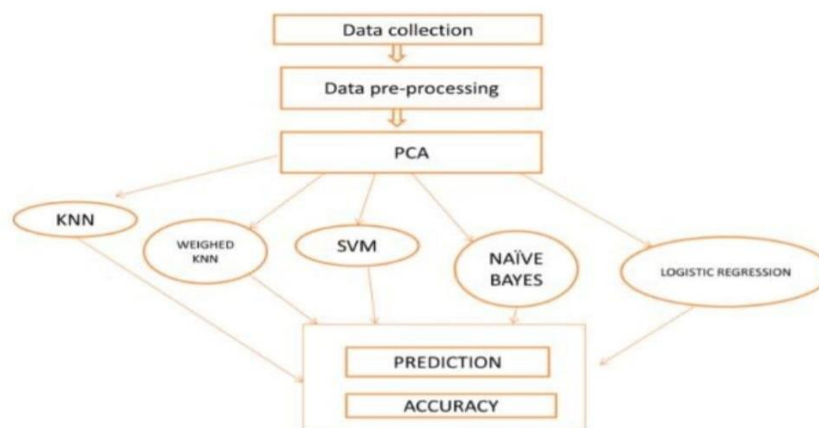 Data collection
Data pre-processing
PCA
KNN
WEIGHED
KNN
SVM
NAÏVE
BAYES
LOGISTIC REGRESSION
PREDICTION
ACCURACY